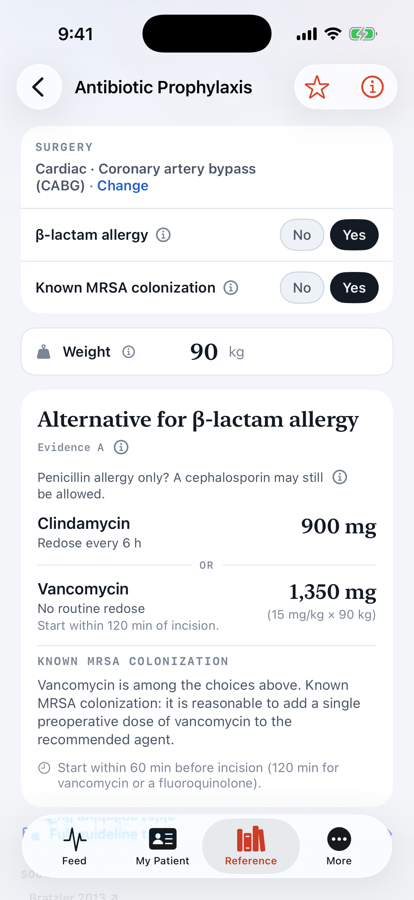 9:41
Antibiotic Prophylaxis
SURGERY
Cardiac · Coronary artery bypass
(CABG) · Change
β-lactam allergy
No Yes
Known MRSA colonization
No Yes
Weight 90 kg
Alternative for β-lactam allergy
Evidence A
Penicillin allergy only? A cephalosporin may still
be allowed.
Clindamycin 900 mg
Redose every 6 h
OR
Vancomycin 1,350 mg
No routine redose (15 mg/kg × 90 kg)
Start within 120 min of incision.
KNOWN MRSA COLONIZATION
Vancomycin is among the choices above. Known
MRSA colonization: it is reasonable to add a single
preoperative dose of vancomycin to the
recommended agent.
Start within 60 min before incision (120 min for
vancomycin or a fluoroquinolone).
Feed My Patient Reference More
Bratzler 2013 ↗